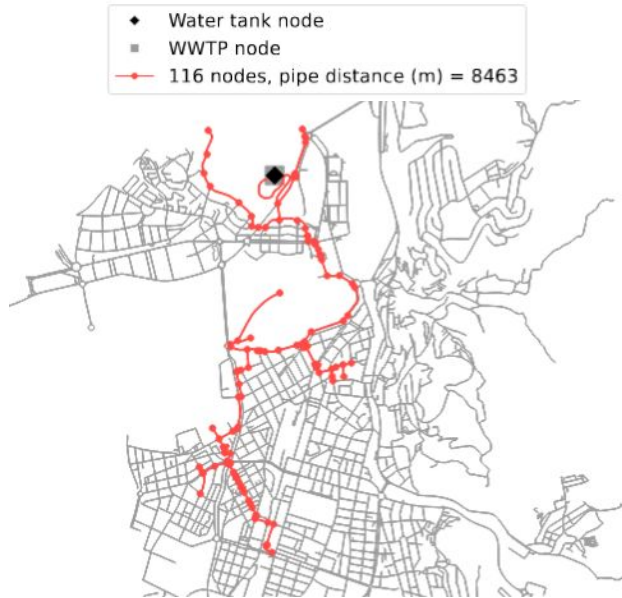 Water tank node
WWTP node
116 nodes, pipe distance (m) = 8463